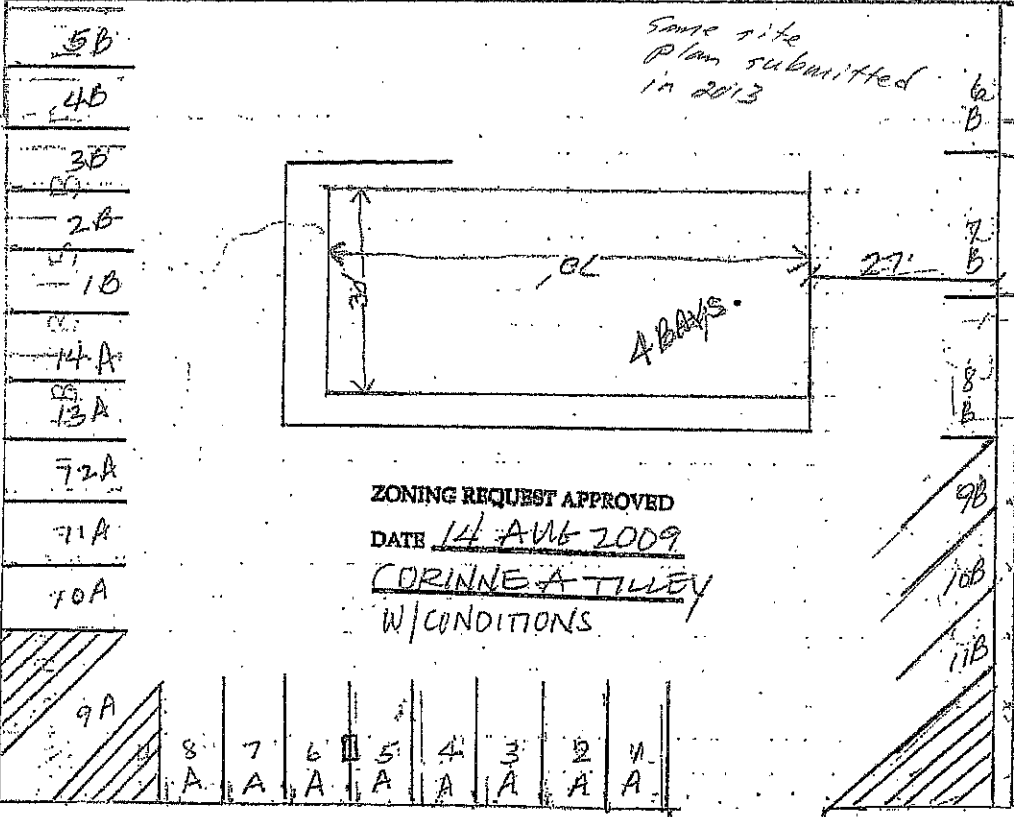 Same site
plan submitted
in 2013
5B
4B
3B
2B
1B
14A
13A
12A
11A
10A
9A
8A
7A
6A
5A
4A
3A
2A
1A
6B
7B
8B
9B
10B
11B
30
70'
27'
4 BAYS.
ZONING REQUEST APPROVED
DATE 14 AUG 2009
CORINNE A TILLEY
W/CONDITIONS